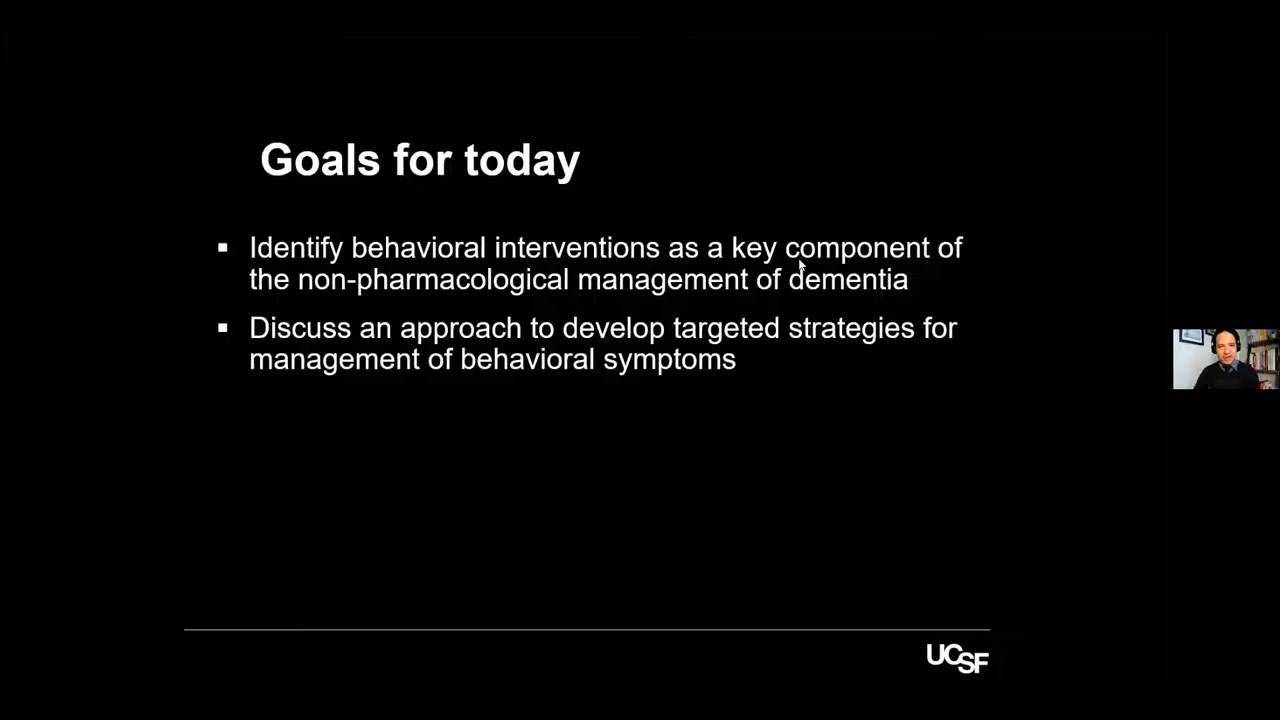 Goals for today
▪ Identify behavioral interventions as a key component of
the non-pharmacological management of dementia
▪ Discuss an approach to develop targeted strategies for
management of behavioral symptoms
UCSF